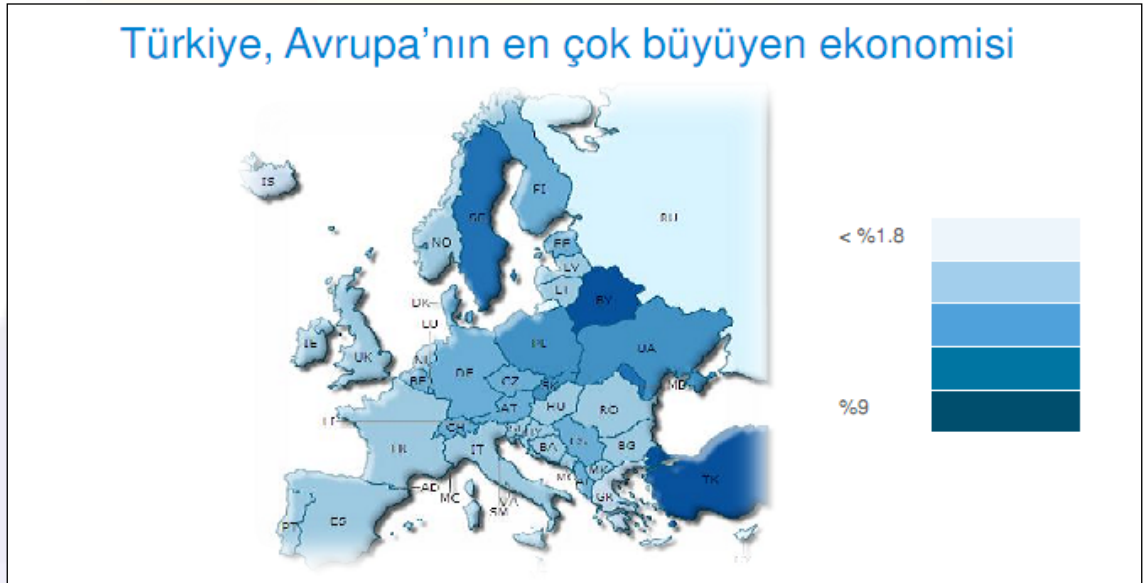 Türkiye, Avrupa’nın en çok büyüyen ekonomisi
IS
FI
SE
RU
NO
EE
LV
LT
DK
BY
LU
IE
UK
NL
PL
BE
DE
UA
CZ
SK
MD
AT
HU
RO
CH
FR
IT
BA
BG
MK
AD
MC
VA
SM
GR
TK
PT
ES
< %1.8
%9